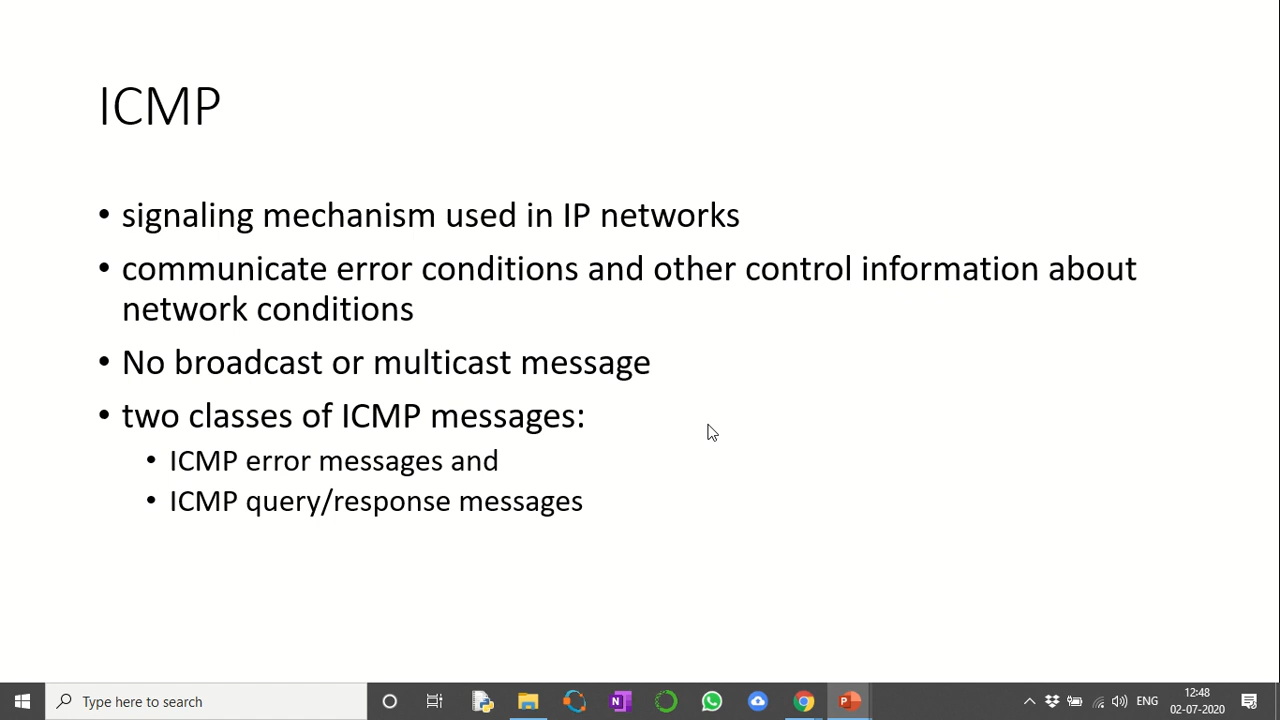 ICMP
• signaling mechanism used in IP networks
• communicate error conditions and other control information about
network conditions
• No broadcast or multicast message
• two classes of ICMP messages:
• ICMP error messages and
• ICMP query/response messages
Type here to search
ENG
12:48
02-07-2020